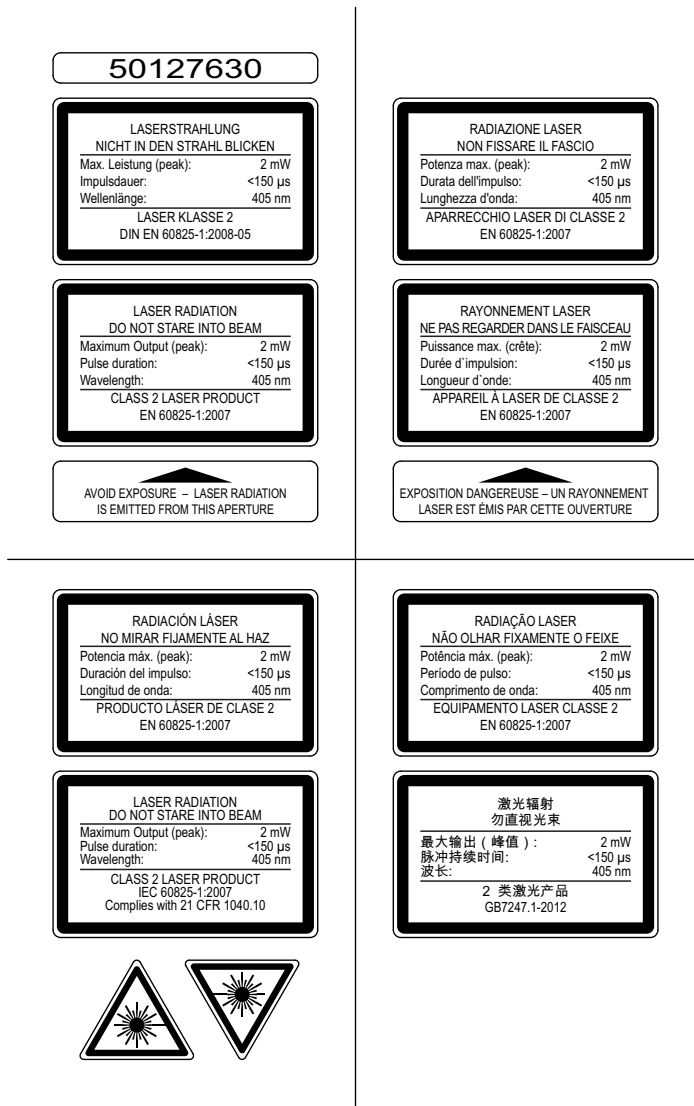 50127630
LASERSTRAHLUNG
NICHT IN DEN STRAHL BLICKEN
Max. Leistung (peak): 2 mW
Impulsdauer: <150 µs
Wellenlänge: 405 nm
LASER KLASSE 2
DIN EN 60825-1:2008-05
LASER RADIATION
DO NOT STARE INTO BEAM
Maximum Output (peak): 2 mW
Pulse duration: <150 µs
Wavelength: 405 nm
CLASS 2 LASER PRODUCT
EN 60825-1:2007
AVOID EXPOSURE – LASER RADIATION
IS EMITTED FROM THIS APERTURE
RADIAZIONE LASER
NON FISSARE IL FASCIO
Potenza max. (peak): 2 mW
Durata dell'impulso: <150 µs
Lunghezza d'onda: 405 nm
APARRECCHIO LASER DI CLASSE 2
EN 60825-1:2007
RAYONNEMENT LASER
NE PAS REGARDER DANS LE FAISCEAU
Puissance max. (crête): 2 mW
Durée d`impulsion: <150 µs
Longueur d`onde: 405 nm
APPAREIL À LASER DE CLASSE 2
EN 60825-1:2007
EXPOSITION DANGEREUSE – UN RAYONNEMENT
LASER EST ÉMIS PAR CETTE OUVERTURE
RADIACIÓN LÁSER
NO MIRAR FIJAMENTE AL HAZ
Potencia máx. (peak): 2 mW
Duración del impulso: <150 µs
Longitud de onda: 405 nm
PRODUCTO LÁSER DE CLASE 2
EN 60825-1:2007
LASER RADIATION
DO NOT STARE INTO BEAM
Maximum Output (peak): 2 mW
Pulse duration: <150 µs
Wavelength: 405 nm
CLASS 2 LASER PRODUCT
IEC 60825-1:2007
Complies with 21 CFR 1040.10
RADIAÇÃO LASER
NÃO OLHAR FIXAMENTE O FEIXE
Potência máx. (peak): 2 mW
Período de pulso: <150 µs
Comprimento de onda: 405 nm
EQUIPAMENTO LASER CLASSE 2
EN 60825-1:2007
激光辐射
勿直视光束
最大输出（峰值）: 2 mW
脉冲持续时间: <150 µs
波长: 405 nm
2 类激光产品
GB7247.1-2012